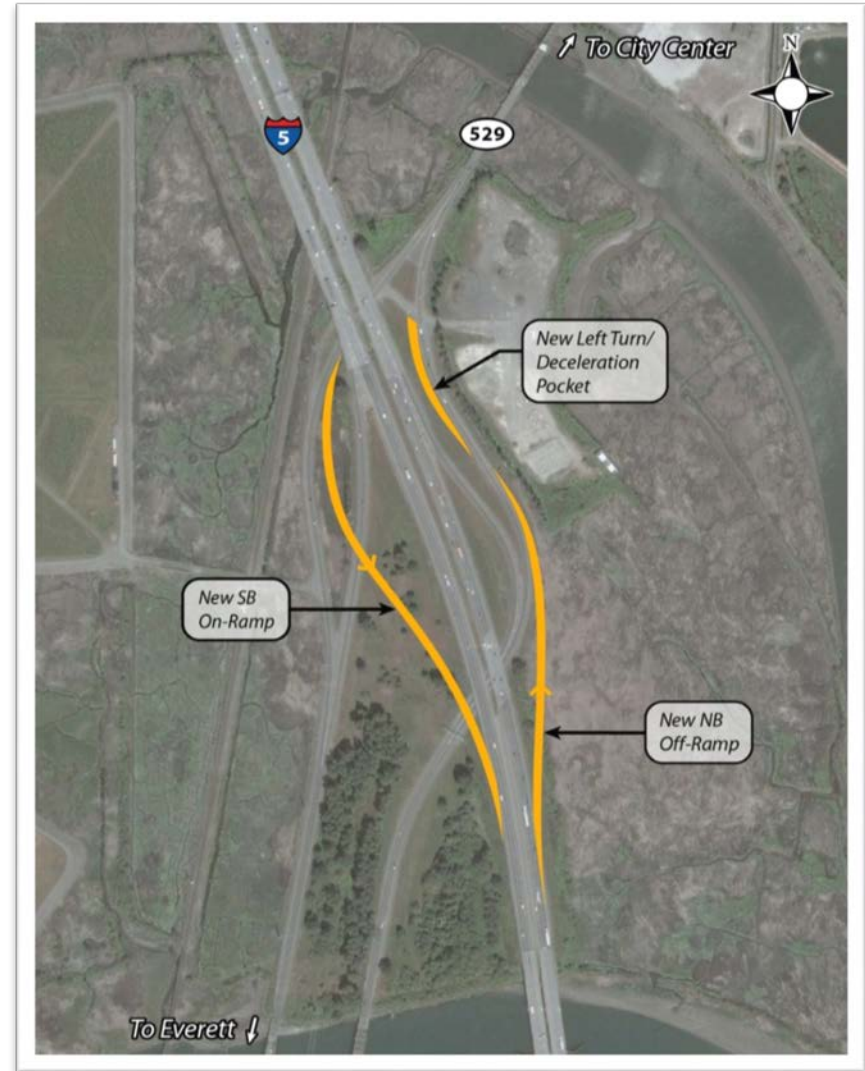 To City Center
N
5
529
New Left Turn/
Deceleration
Pocket
New SB
On-Ramp
New NB
Off-Ramp
To Everett